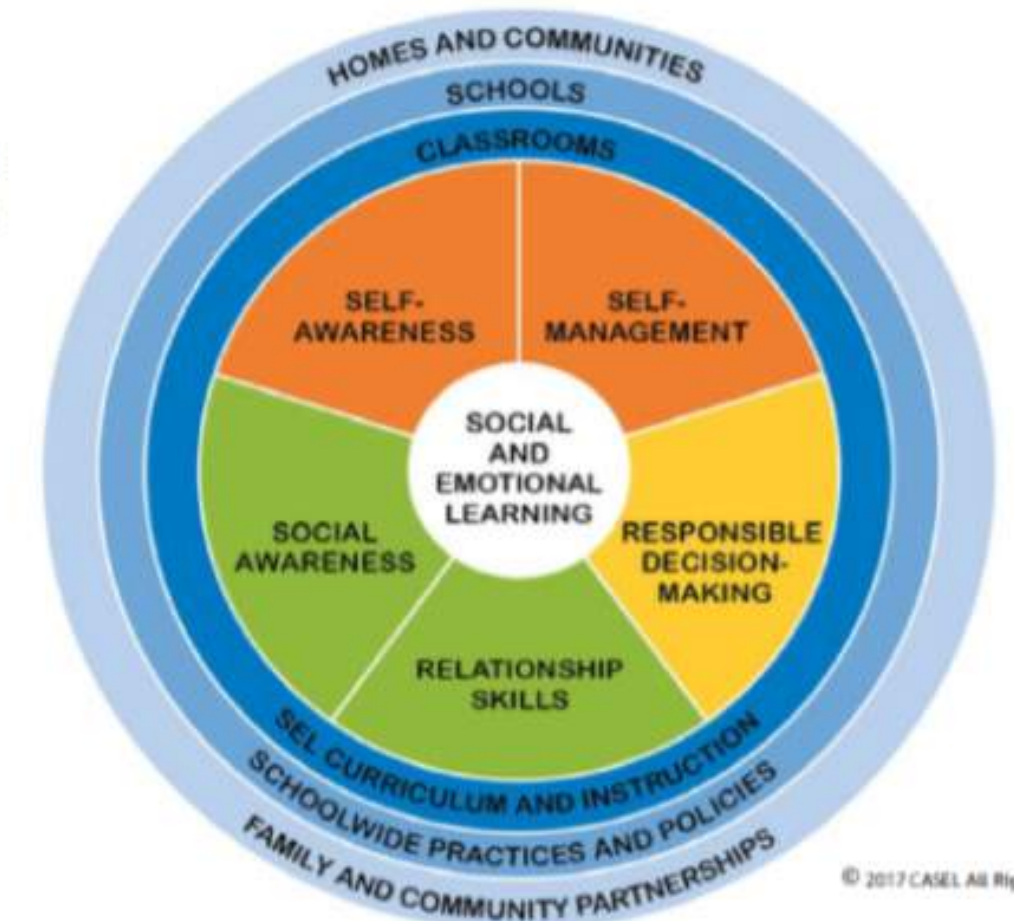 HOMES AND COMMUNITIES
SCHOOLS
CLASSROOMS
SELF-
AWARENESS
SELF-
MANAGEMENT
SOCIAL
AND
EMOTIONAL
LEARNING
SOCIAL
AWARENESS
RESPONSIBLE
DECISION-
MAKING
RELATIONSHIP
SKILLS
SEL CURRICULUM AND INSTRUCTION
SCHOOLWIDE PRACTICES AND POLICIES
FAMILY AND COMMUNITY PARTNERSHIPS
© 2017 CASEL All